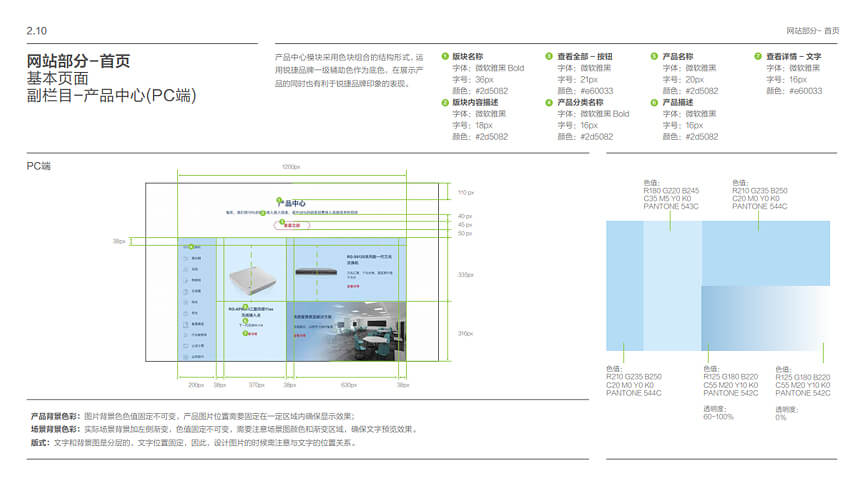 2.10
网站部分- 首页
网站部分-首页
基本页面
副栏目-产品中心(PC端)
产品中心模块采用色块组合的结构形式，运
用锐捷品牌一级辅助色作为底色，在展示产
品的同时也有利于锐捷品牌印象的表现。
1 版块名称
字体：微软雅黑 Bold
字号：36px
颜色：#2d5082
2 版块内容描述
字体：微软雅黑
字号：18px
颜色：#2d5082
3 查看全部 - 按钮
字体：微软雅黑
字号：21px
颜色：#e60033
4 产品分类名称
字体：微软雅黑 Bold
字号：16px
颜色：#2d5082
5 产品名称
字体：微软雅黑
字号：20px
颜色：#2d5082
6 产品描述
字体：微软雅黑
字号：16px
颜色：#2d5082
7 查看详情 - 文字
字体：微软雅黑
字号：16px
颜色：#e60033
PC端
1200px
110 px
40 px
45 px
50 px
38px
335px
316px
产品中心
查看全部
200px
38px
370px
38px
630px
38px
色值：
R180 G220 B245
C35 M5 Y0 K0
PANTONE 543C
色值：
R210 G235 B250
C20 M0 Y0 K0
PANTONE 544C
色值：
R210 G235 B250
C20 M0 Y0 K0
PANTONE 544C
色值：
R125 G180 B220
C55 M20 Y10 K0
PANTONE 542C
透明度：
60-100%
色值：
R125 G180 B220
C55 M20 Y10 K0
PANTONE 542C
透明度：
0%
产品背景色彩：图片背景色色值固定不可变，产品图片位置需要固定在一定区域内确保显示效果；
场景背景色彩：实际场景背景加左侧渐变，色值固定不可变，需要注意场景图颜色和渐变区域，确保文字预览效果。
版式：文字和背景图是分层的，文字位置固定，因此，设计图片的时候需注意与文字的位置关系。